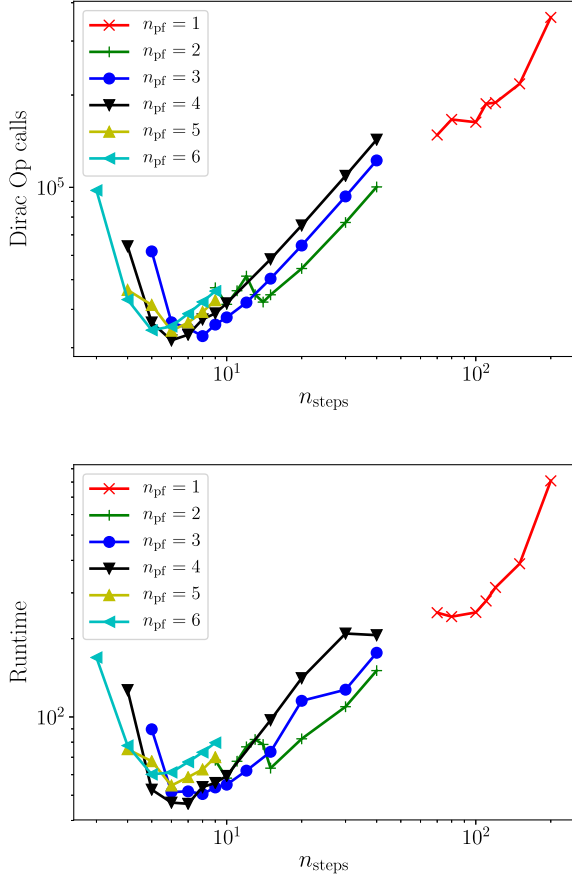 Dirac Op calls
10^5
n_pf = 1
n_pf = 2
n_pf = 3
n_pf = 4
n_pf = 5
n_pf = 6
10^1
10^2
n_steps
Runtime
10^2
n_pf = 1
n_pf = 2
n_pf = 3
n_pf = 4
n_pf = 5
n_pf = 6
10^1
10^2
n_steps